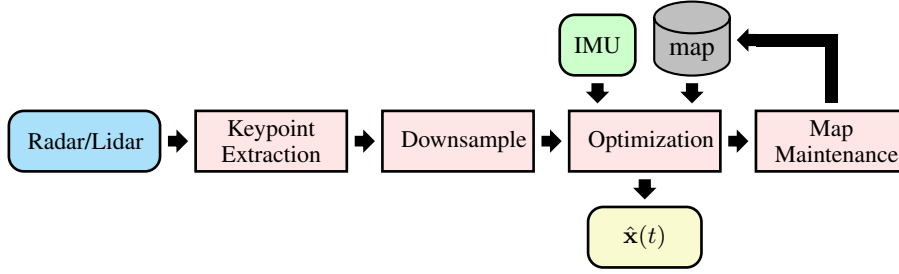 IMU
map
Radar/Lidar
Keypoint
Extraction
Downsample
Optimization
Map
Maintenance
x̂(t)